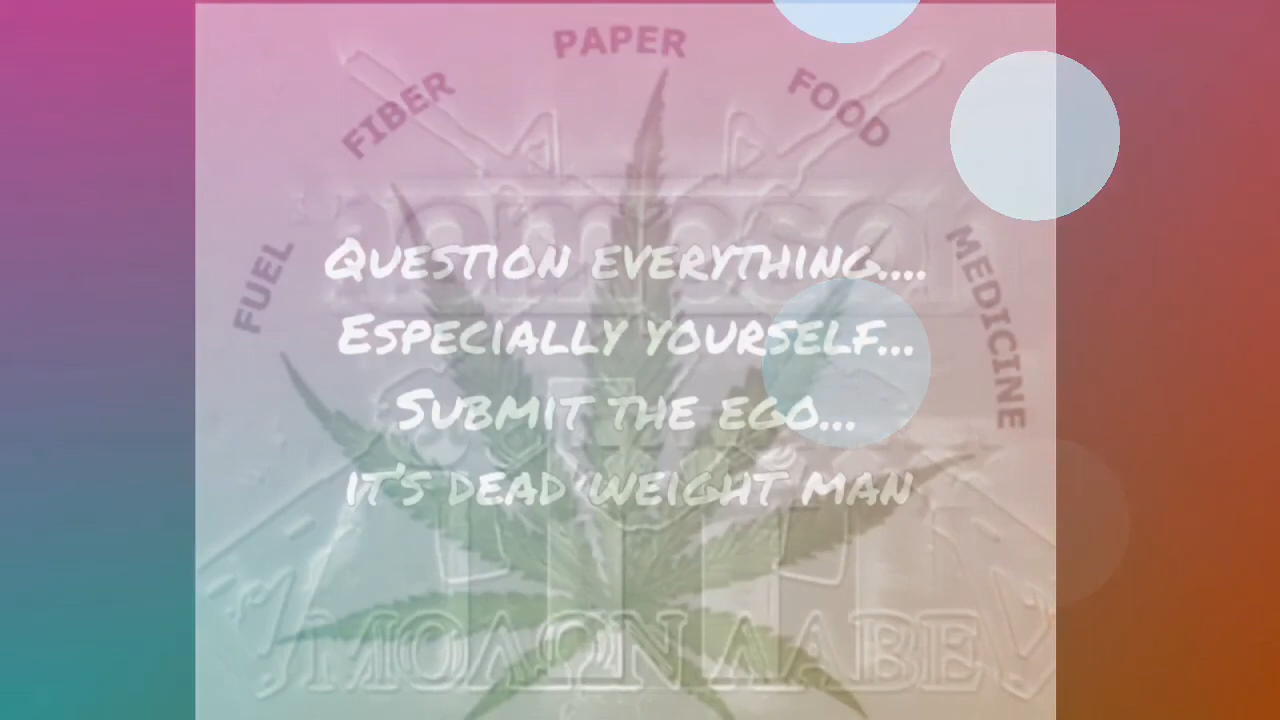 PAPER
FIBER
FOOD
FUEL
MEDICINE
QUESTION EVERYTHING....
ESPECIALLY YOURSELF...
SUBMIT THE EGO...
IT'S DEAD WEIGHT MAN
ΜΟΛΩΝ ΛΑΒΕ